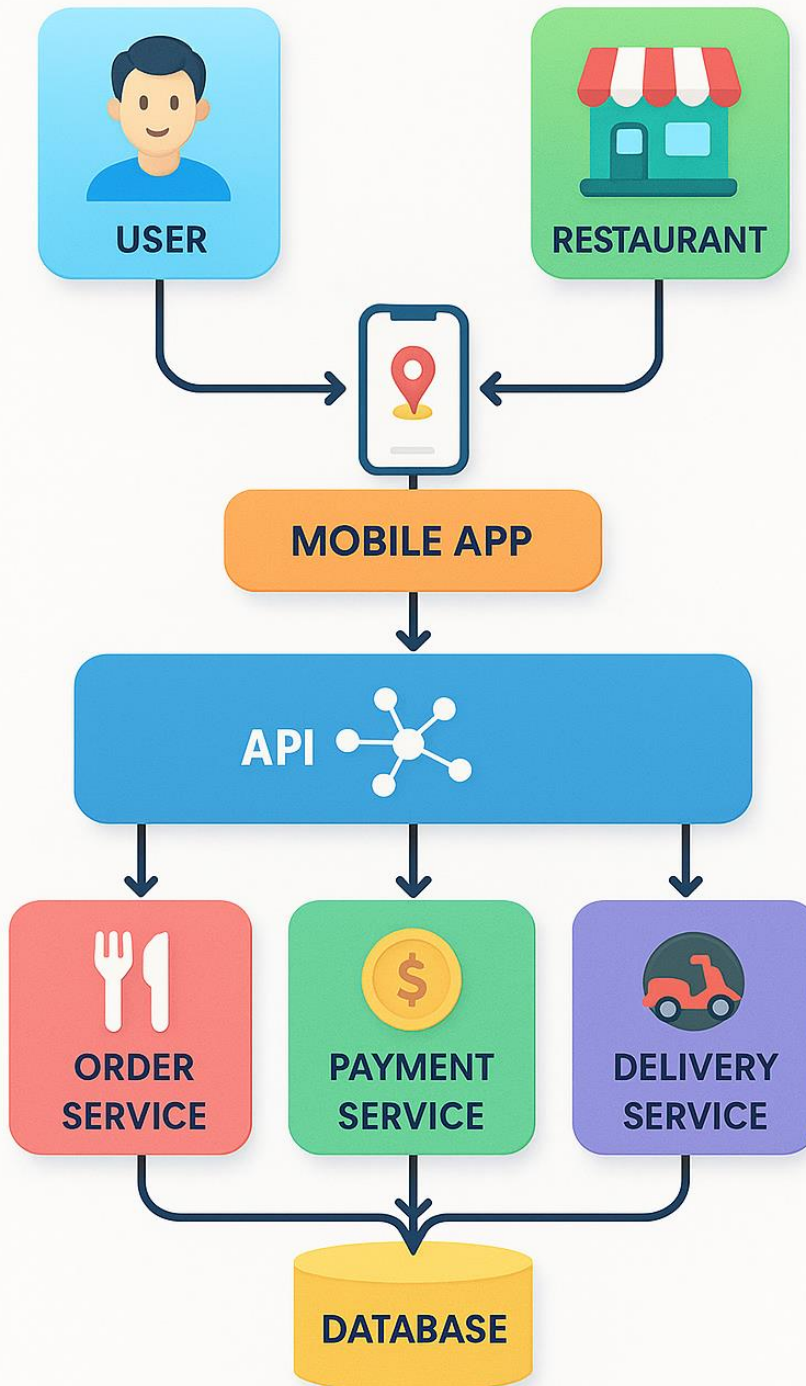 USER
RESTAURANT
MOBILE APP
API
$
ORDER
SERVICE
PAYMENT
SERVICE
DELIVERY
SERVICE
DATABASE